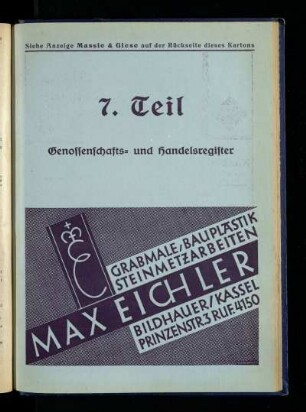 Siehe Anzeige Massie & Giese auf der Rückseite dieses Kartons
7. Teil
Genossenschafts- und Handelsregister
E
GRABMALE/BAUPLASTIK
STEINMETZARBEITEN
MAX EICHLER
BILDHAUER/KASSEL
PRINZENSTR.3 RUF:4150